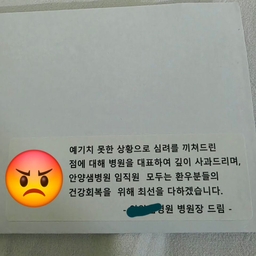 예기치 못한 상황으로 심려를 끼쳐드린
점에 대해 병원을 대표하여 깊이 사과드리며,
안양샘병원 임직원 모두는 환우분들의
건강회복을 위해 최선을 다하겠습니다.
- 병원 병원장 드림 -